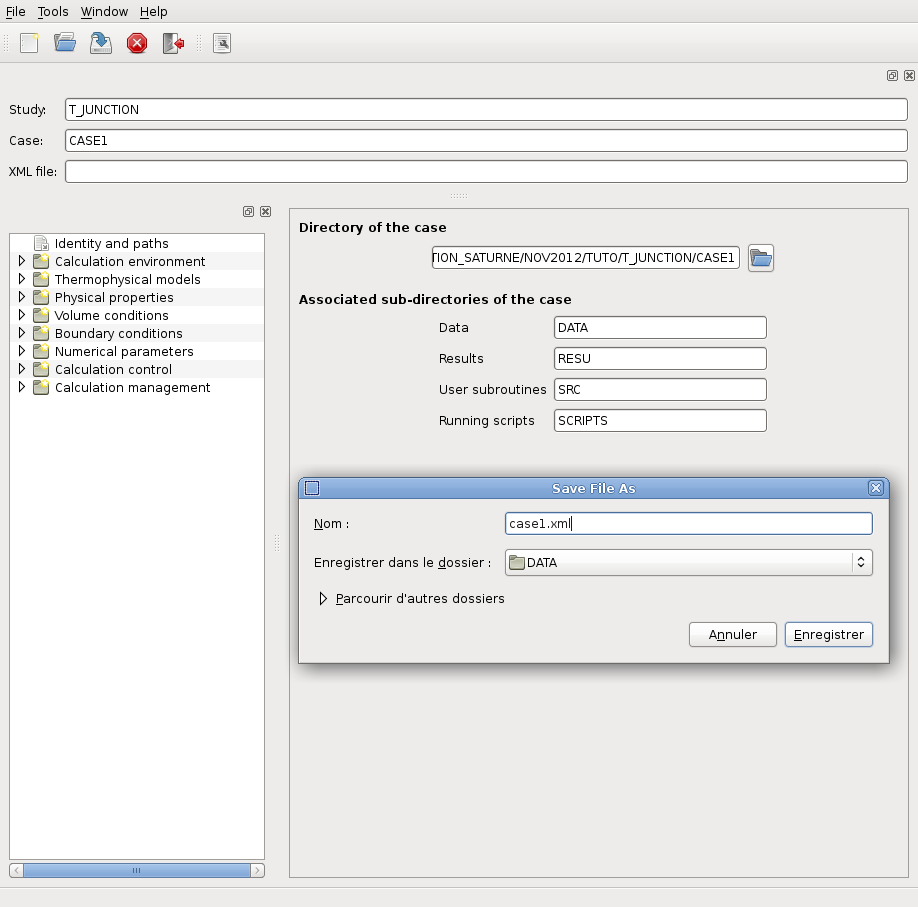 File Tools Window Help
Study: T_JUNCTION
Case: CASE1
XML file:
Identity and paths
Calculation environment
Thermophysical models
Physical properties
Volume conditions
Boundary conditions
Numerical parameters
Calculation control
Calculation management
Directory of the case
TION_SATURNE/NOV2012/TUTO/T_JUNCTION/CASE1
Associated sub-directories of the case
Data DATA
Results RESU
User subroutines SRC
Running scripts SCRIPTS
Save File As
Nom : case1.xml
Enregistrer dans le dossier : DATA
Parcourir d'autres dossiers
Annuler Enregistrer